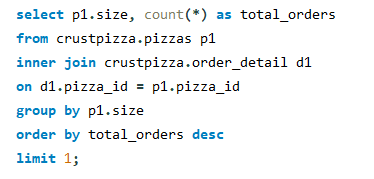 select p1.size, count(*) as total_orders
from crustpizza.pizzas p1
inner join crustpizza.order_detail d1
on d1.pizza_id = p1.pizza_id
group by p1.size
order by total_orders desc
limit 1;